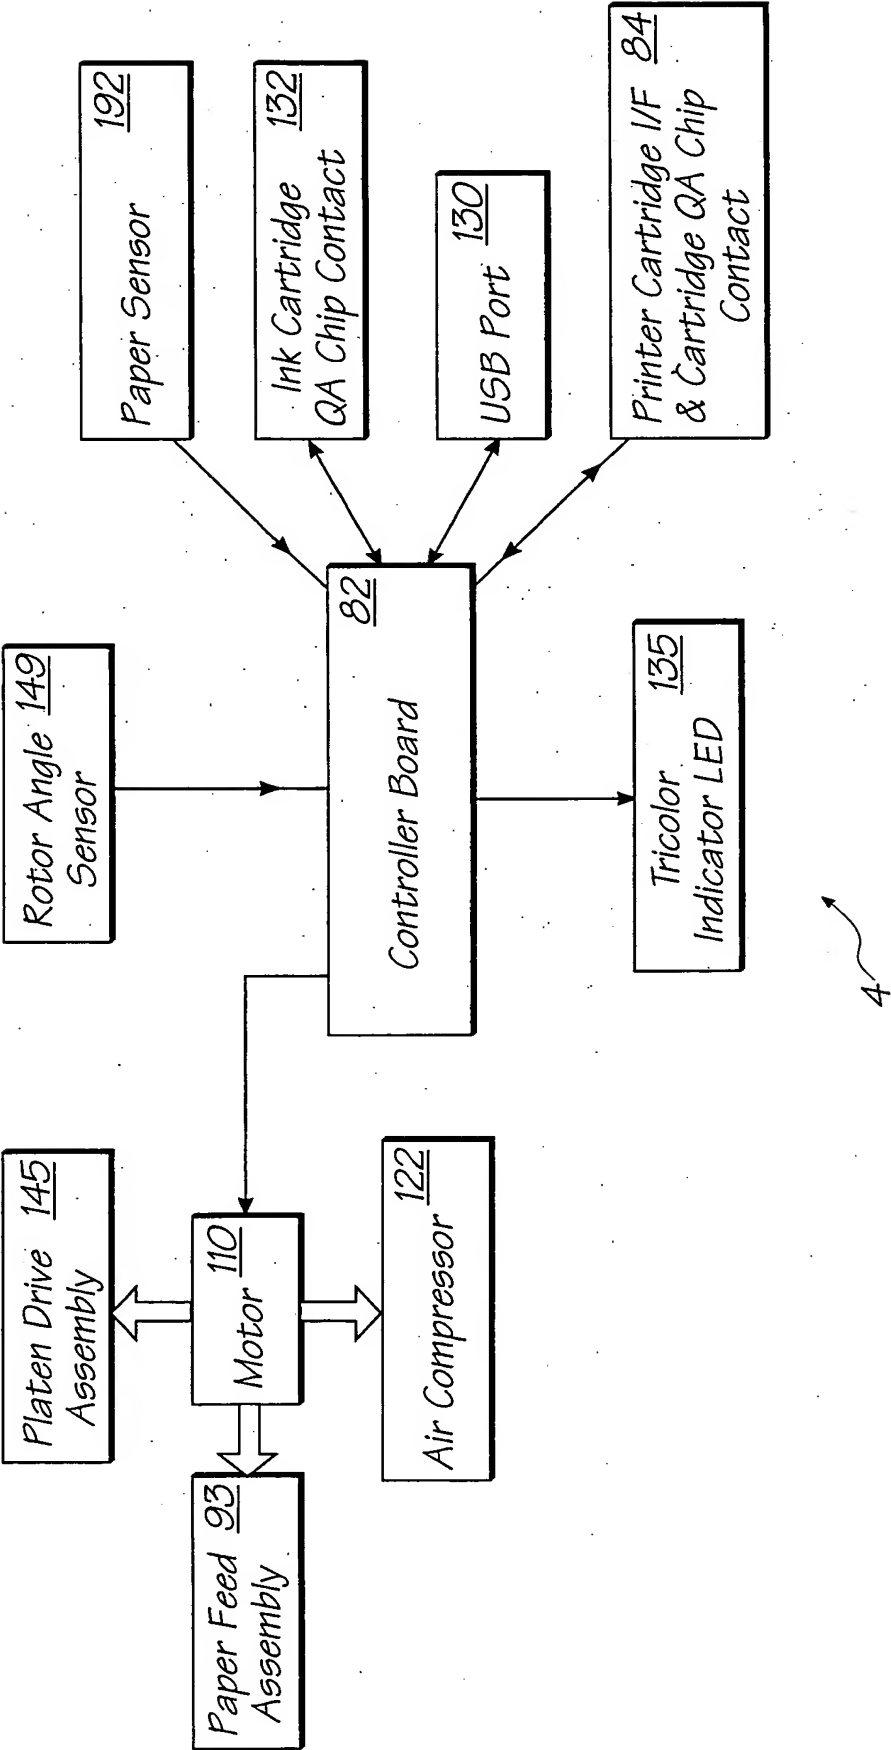 Paper Feed 93
Assembly
Platen Drive 145
Assembly
Motor 110
Air Compressor 122
Rotor Angle 149
Sensor
Controller Board 82
Tricolor 135
Indicator LED
Paper Sensor 192
Ink Cartridge 132
QA Chip Contact
USB Port 130
Printer Cartridge I/F 84
& Cartridge QA Chip
Contact
4